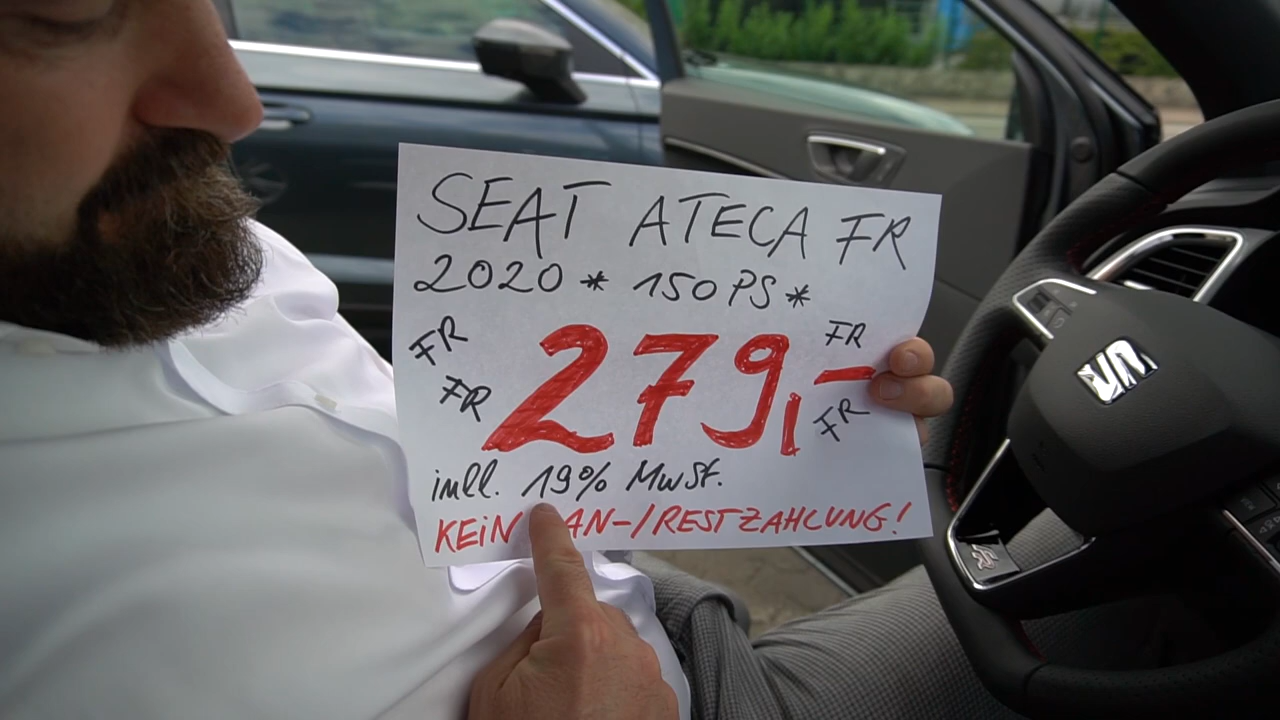 SEAT ATECA FR
2020 * 150 PS *
FR
FR
279,-
FR
FR
inkl. 19% MwSt.
KEiN AN-/RESTZAHLUNG!